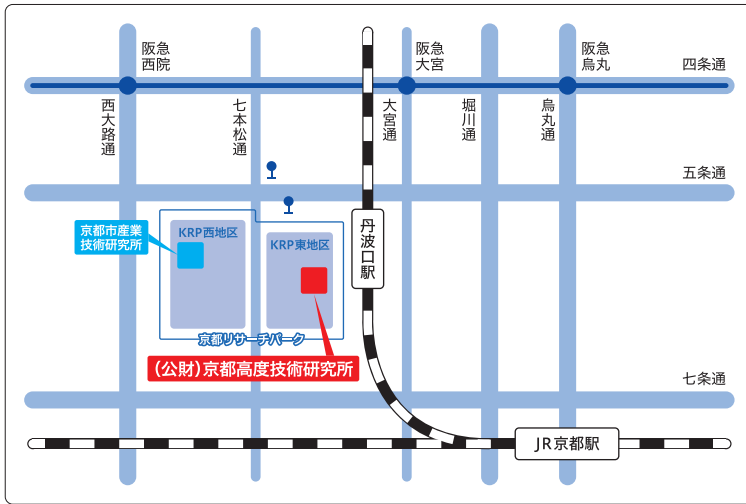 阪急
西院
阪急
大宮
阪急
烏丸
四条通
西大路通
七本松通
大宮通
堀川通
烏丸通
五条通
京都市産業
技術研究所
KRP西地区
KRP東地区
丹波口駅
京都リサーチパーク
(公財)京都高度技術研究所
七条通
JR京都駅